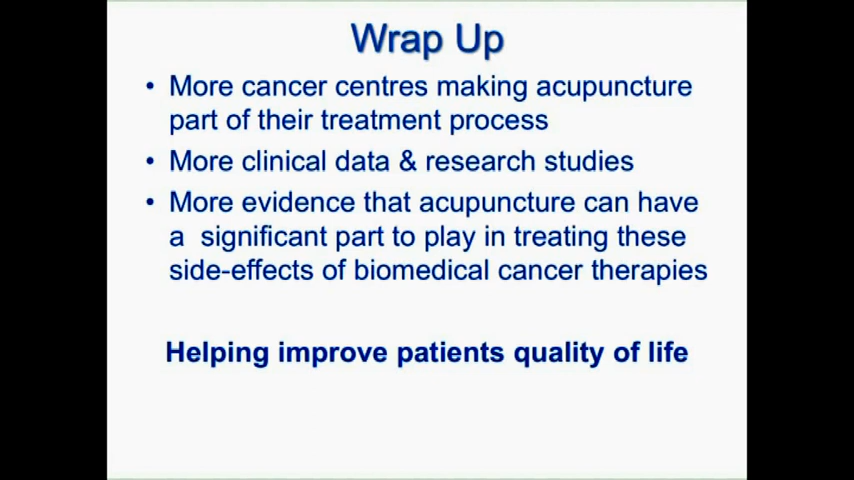 Wrap Up
• More cancer centres making acupuncture
part of their treatment process
• More clinical data & research studies
• More evidence that acupuncture can have
a  significant part to play in treating these
side-effects of biomedical cancer therapies
Helping improve patients quality of life